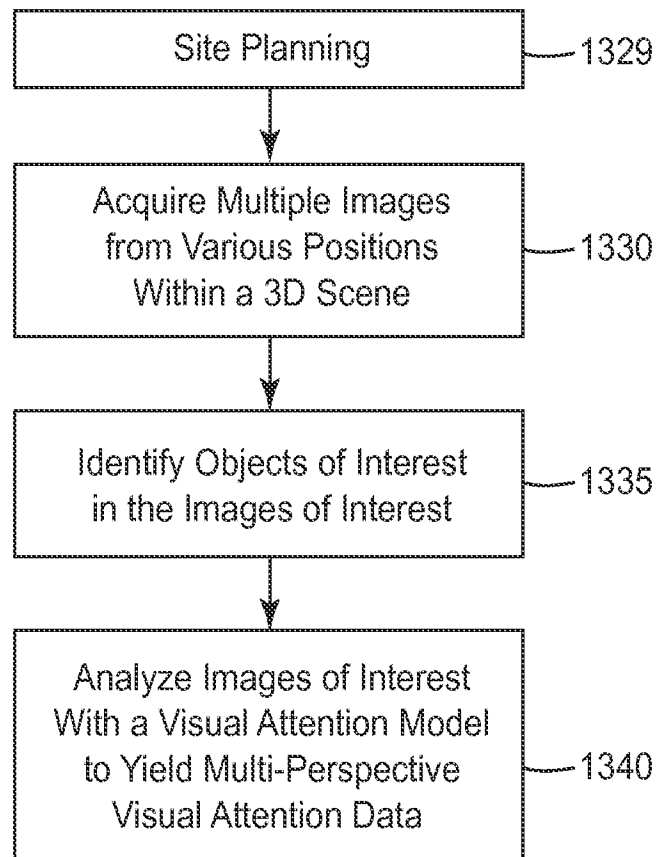 Site Planning
1329
Acquire Multiple Images
from Various Positions
Within a 3D Scene
1330
Identify Objects of Interest
in the Images of Interest
1335
Analyze Images of Interest
With a Visual Attention Model
to Yield Multi-Perspective
Visual Attention Data
1340